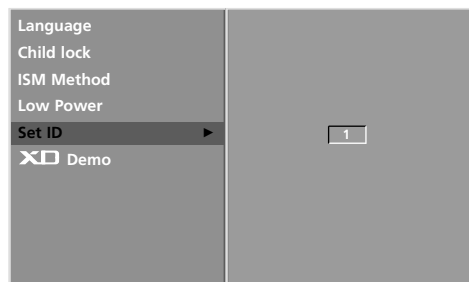 Language
Child lock
ISM Method
Low Power
Set ID ►
1
XD Demo